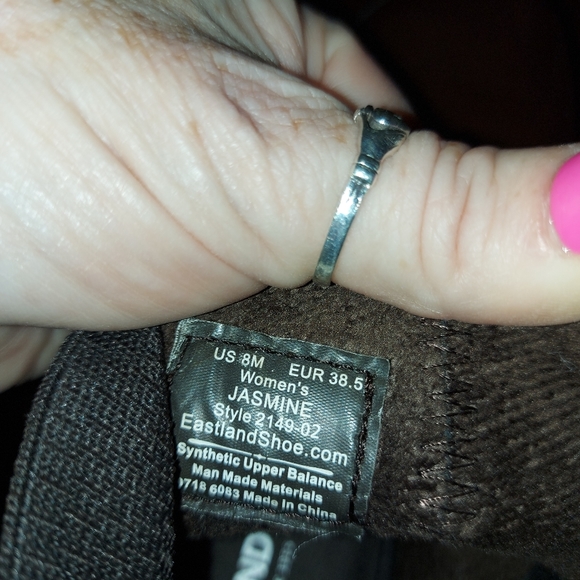 US 8M EUR 38.5
Women's
JASMINE
Style 2149-02
EastlandShoe.com
Synthetic Upper Balance
Man Made Materials
0718 6083 Made in China
ND